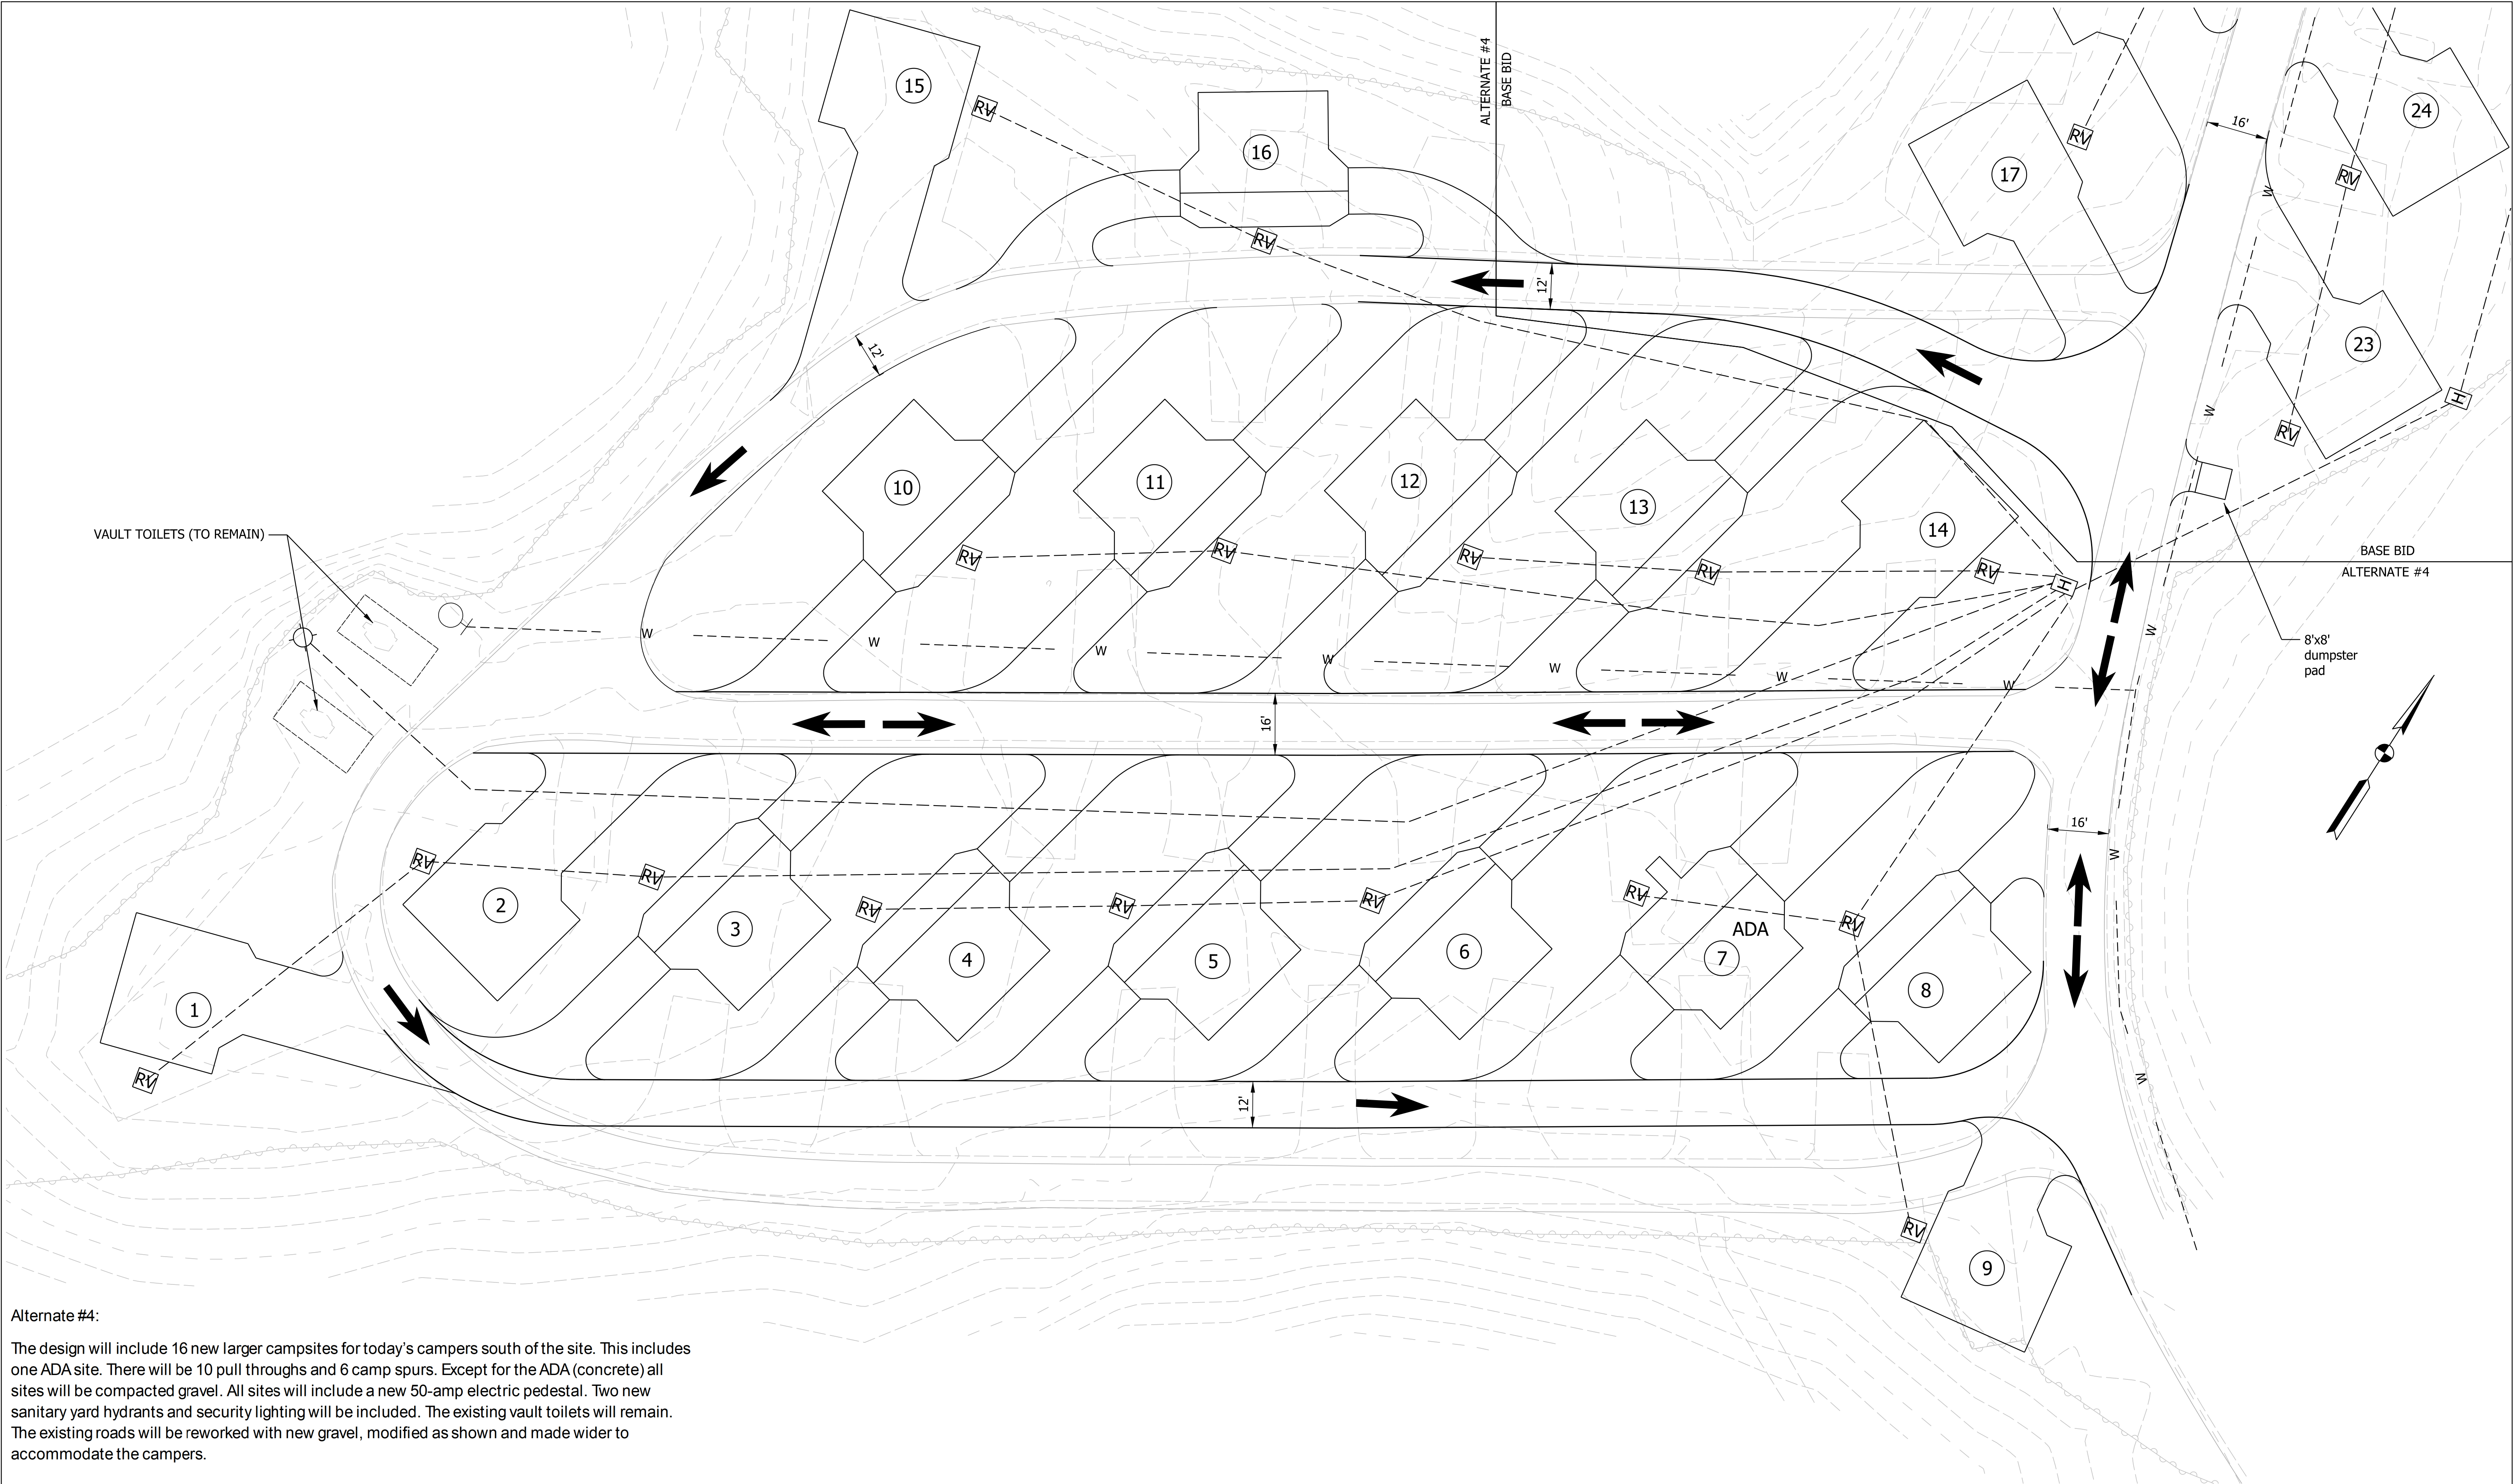 ALTERNATE #4
BASE BID
15
16
17
24
23
RV
RV
RV
RV
RV
H
W
W
16'
12'
12'
10
11
12
13
14
RV
RV
RV
RV
RV
H
VAULT TOILETS (TO REMAIN)
BASE BID
ALTERNATE #4
8'x8'
dumpster
pad
W
W
W
W
W
W
W
W
16'
16'
W
W
RV
RV
RV
RV
RV
RV
RV
2
3
4
5
6
ADA
7
8
1
RV
12'
RV
9
Alternate #4:
The design will include 16 new larger campsites for today's campers south of the site. This includes
one ADA site. There will be 10 pull throughs and 6 camp spurs. Except for the ADA (concrete) all
sites will be compacted gravel. All sites will include a new 50-amp electric pedestal. Two new
sanitary yard hydrants and security lighting will be included. The existing vault toilets will remain.
The existing roads will be reworked with new gravel, modified as shown and made wider to
accommodate the campers.